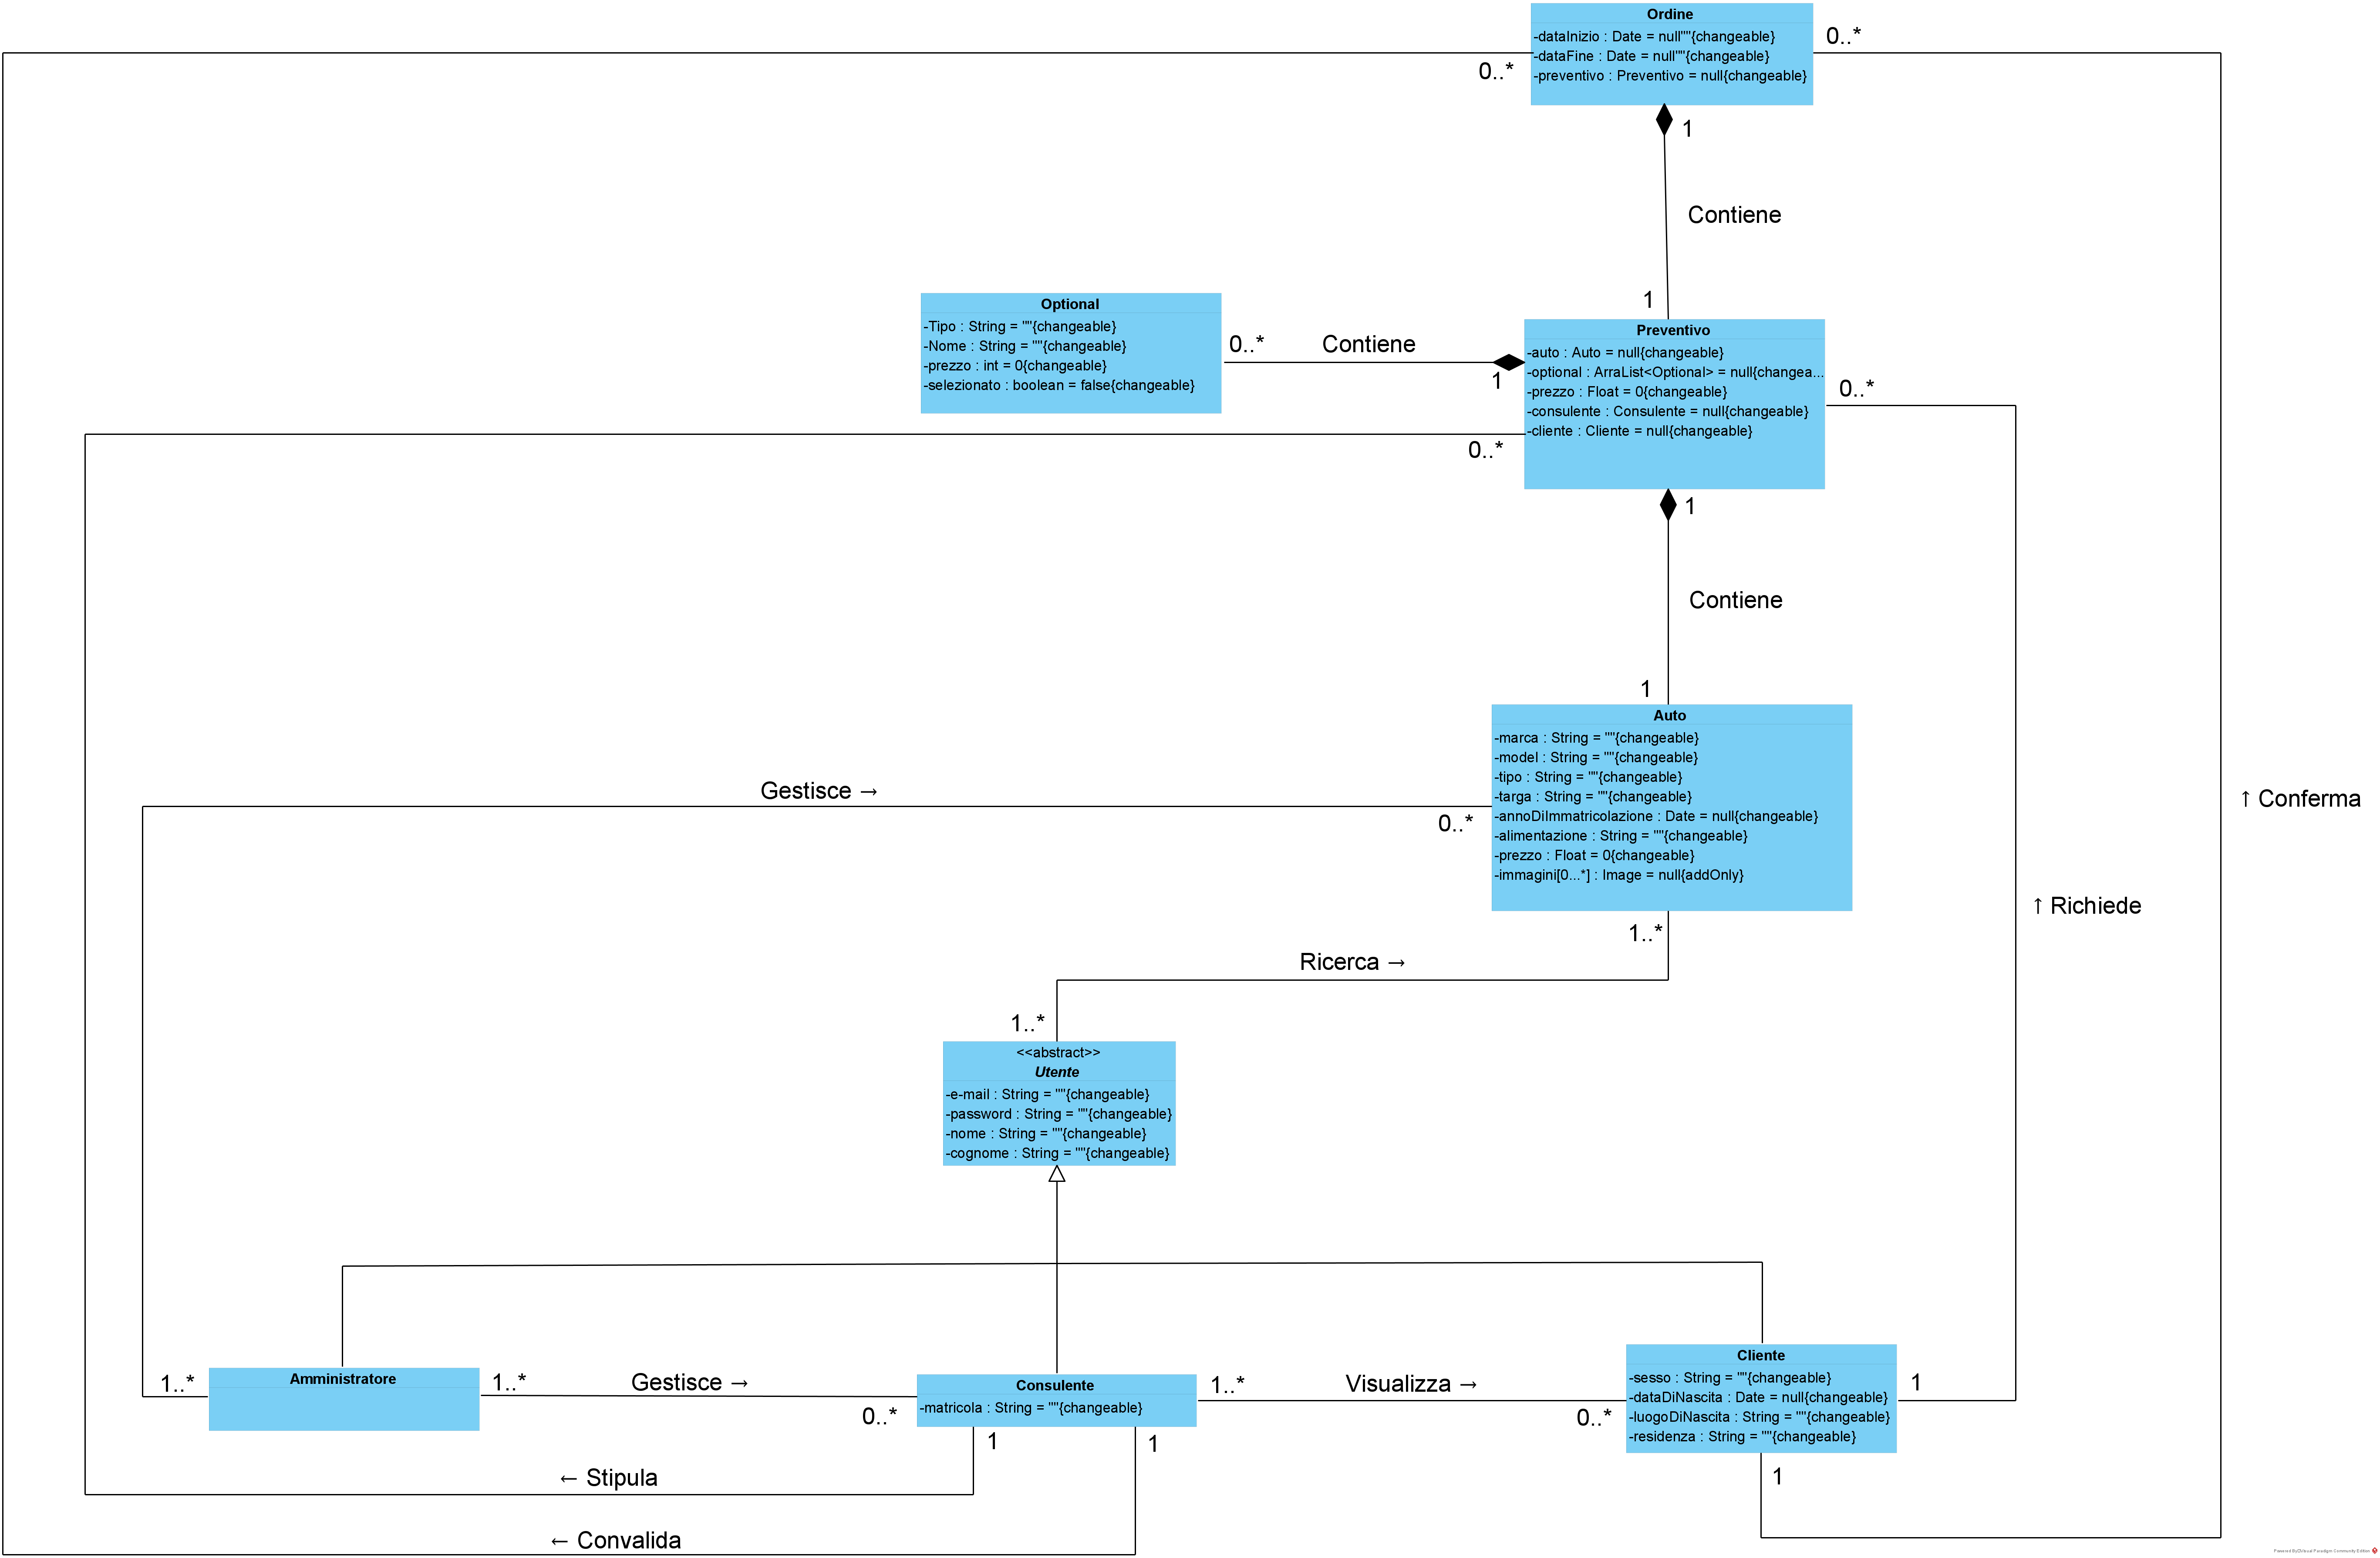 Ordine
-dataInizio : Date = null""{changeable}
-dataFine : Date = null""{changeable}
-preventivo : Preventivo = null{changeable}
0..*
0..*
1
Contiene
1
Optional
-Tipo : String = ""{changeable}
-Nome : String = ""{changeable}
-prezzo : int = 0{changeable}
-selezionato : boolean = false{changeable}
0..*
Contiene
1
Preventivo
-auto : Auto = null{changeable}
-optional : ArraList<Optional> = null{changea...
-prezzo : Float = 0{changeable}
-consulente : Consulente = null{changeable}
-cliente : Cliente = null{changeable}
0..*
0..*
1
Contiene
1
Auto
-marca : String = ""{changeable}
-model : String = ""{changeable}
-tipo : String = ""{changeable}
-targa : String = ""{changeable}
-annoDiImmatricolazione : Date = null{changeable}
-alimentazione : String = ""{changeable}
-prezzo : Float = 0{changeable}
-immagini[0...*] : Image = null{addOnly}
Gestisce →
0..*
↑ Conferma
↑ Richiede
1..*
Ricerca →
1..*
<<abstract>>
Utente
-e-mail : String = ""{changeable}
-password : String = ""{changeable}
-nome : String = ""{changeable}
-cognome : String = ""{changeable}
1..*
Amministratore
1..*
Gestisce →
0..*
Consulente
-matricola : String = ""{changeable}
1..*
Visualizza →
0..*
Cliente
-sesso : String = ""{changeable}
-dataDiNascita : Date = null{changeable}
-luogoDiNascita : String = ""{changeable}
-residenza : String = ""{changeable}
1
1
1
1
← Stipula
← Convalida
Powered By Visual Paradigm Community Edition